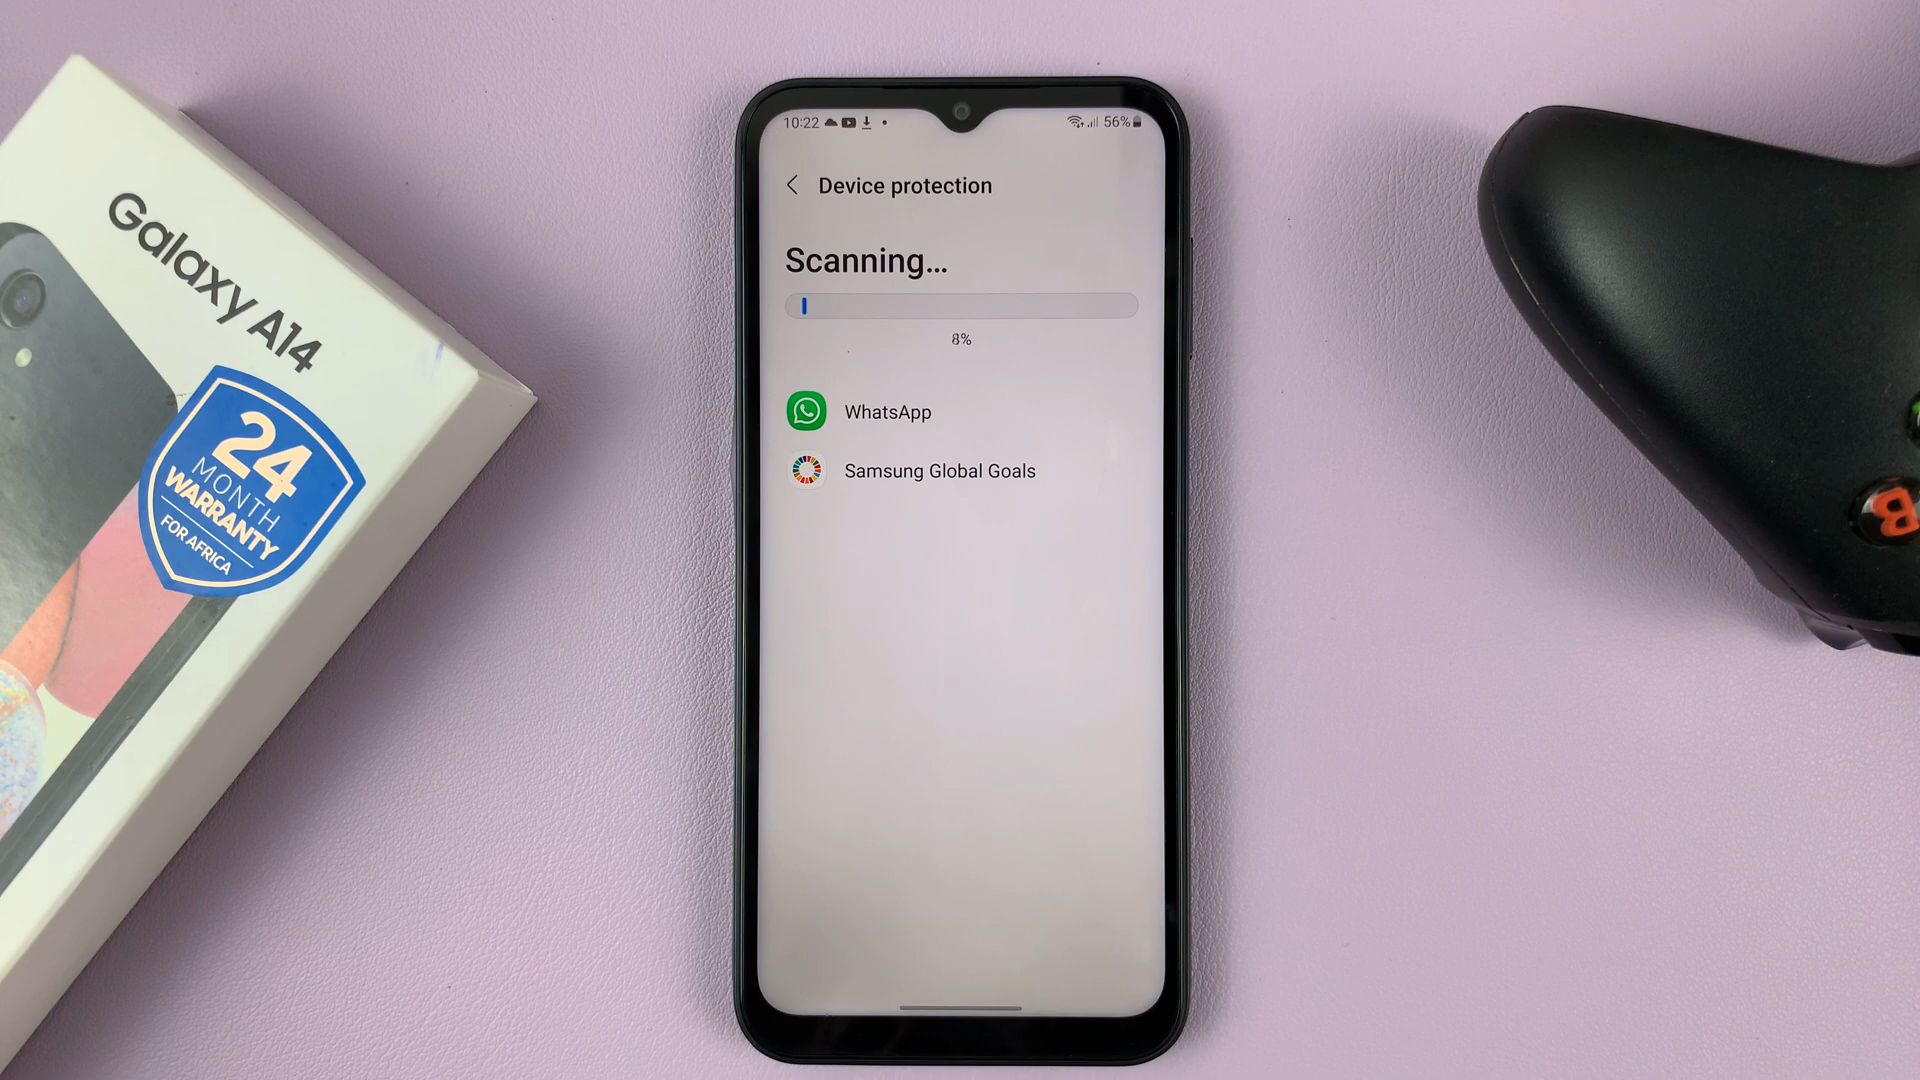 Galaxy A14
24
MONTH
WARRANTY
FOR AFRICA
10:22
56%
Device protection
Scanning...
8%
WhatsApp
Samsung Global Goals
B